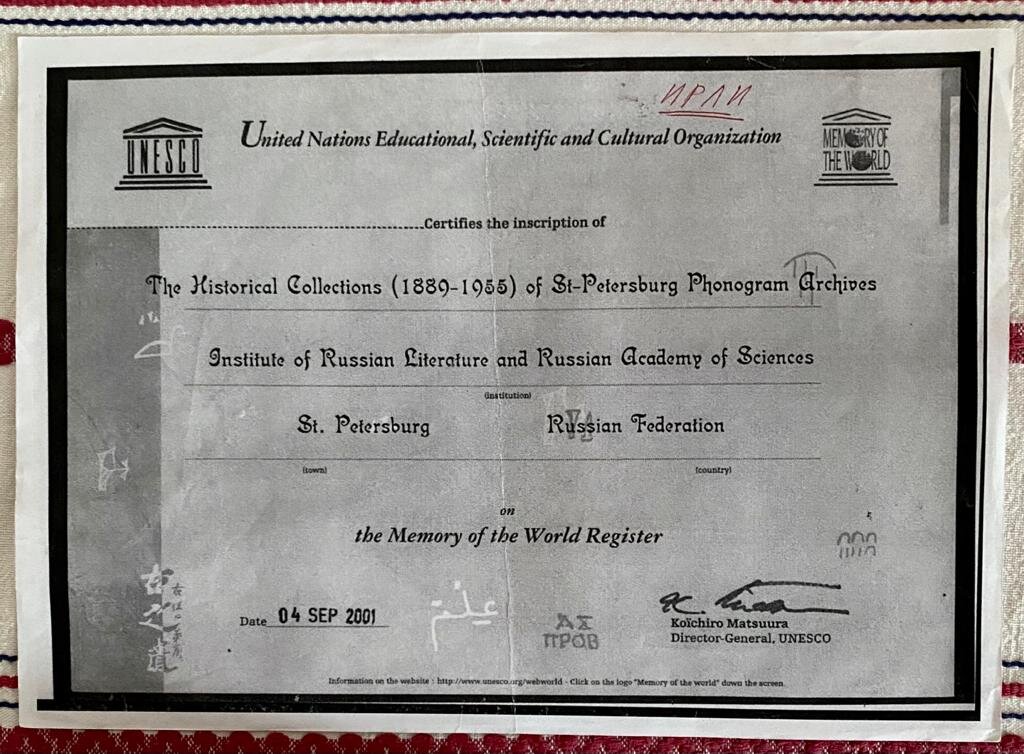 ИРЛИ
UNESCO
United Nations Educational, Scientific and Cultural Organization
MEMORY OF
THE WORLD
Certifies the inscription of
The Historical Collections (1889-1955) of St-Petersburg Phonogram Archives
Institute of Russian Literature and Russian Academy of Sciences
(institution)
St. Petersburg Russian Federation
(town) (country)
on
the Memory of the World Register
Date 04 SEP 2001
ΠΡΟΒ
Koïchiro Matsuura
Director-General, UNESCO
Information on the website : http://www.unesco.org/webworld - Click on the logo "Memory of the world" down the screen.